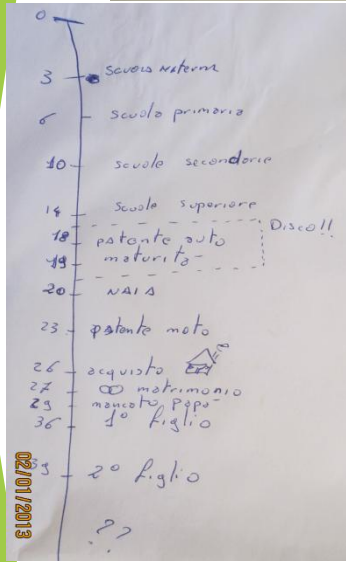 0
3 scuola materna
6 scuola primaria
10 scuole secondarie
14 scuola superiore
Disco!!
18 patente auto
19 maturità
20 NAIA
23 patente moto
26 acquisto
27 matrimonio
29 mancato papà
36 1° figlio
39 2° figlio
??
02/01/2013